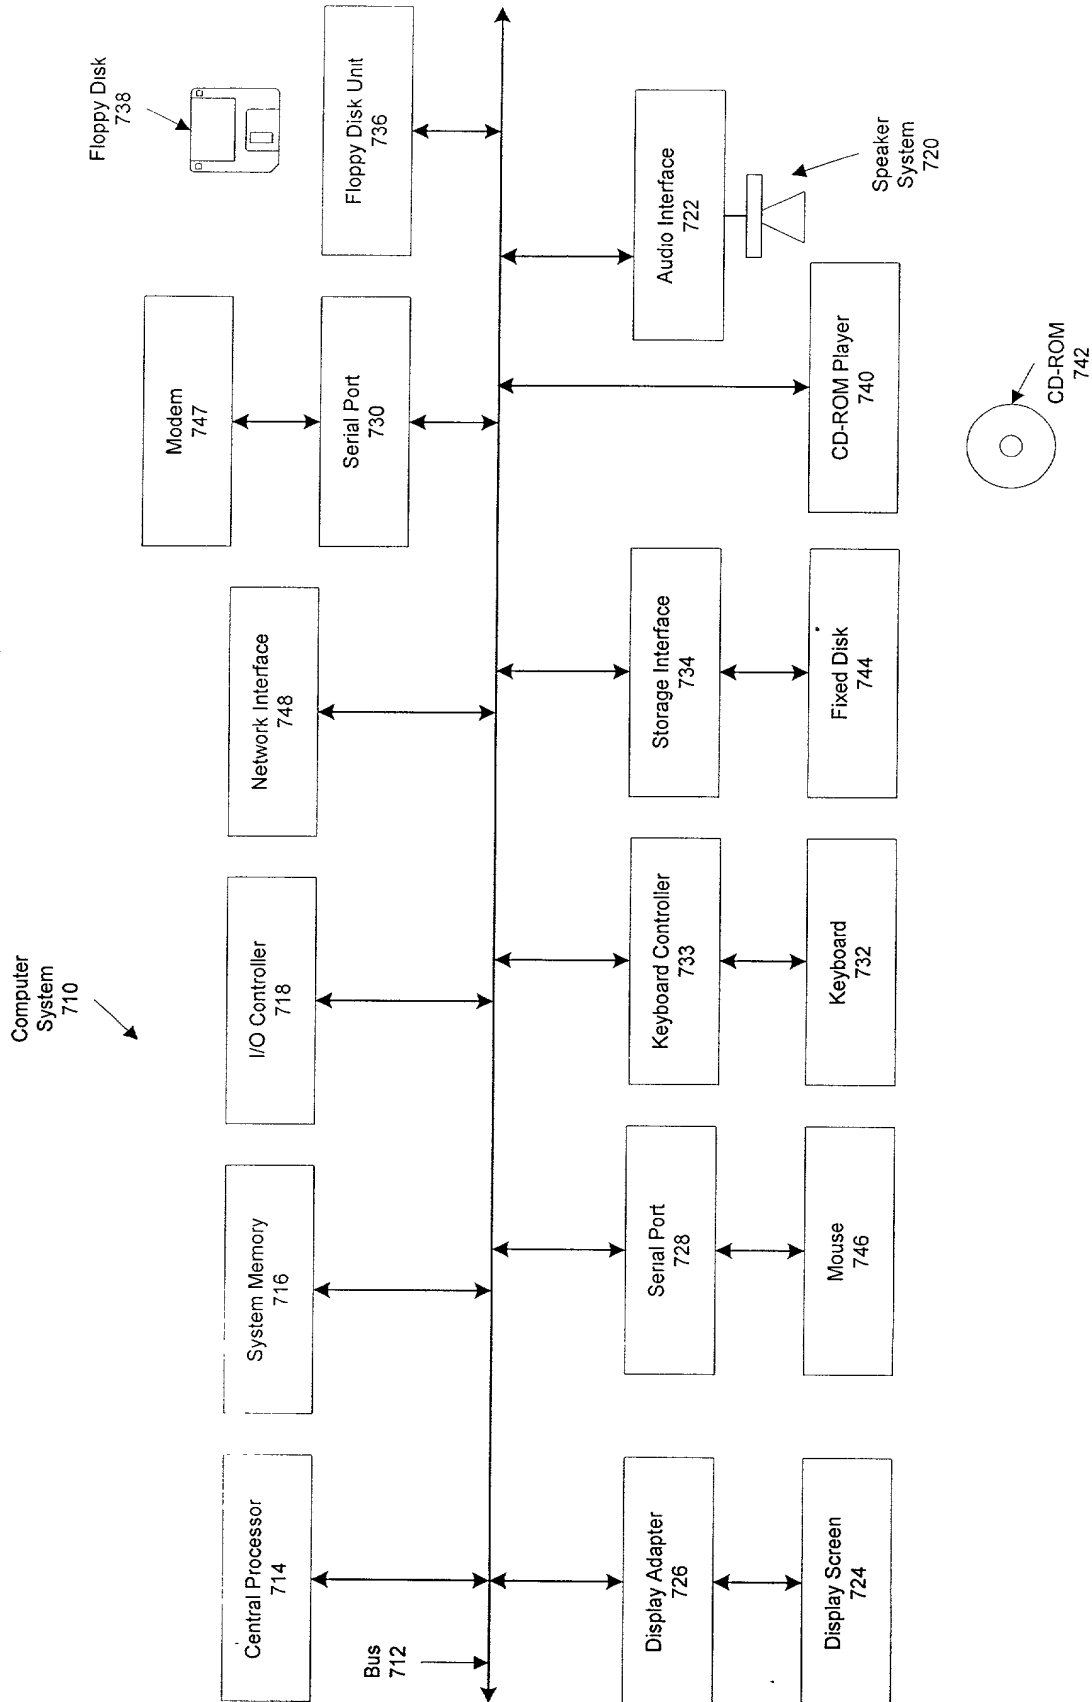 Computer
System
710
Floppy Disk
738
Modem
747
Central Processor
714
System Memory
716
I/O Controller
718
Network Interface
748
Serial Port
730
Floppy Disk Unit
736
Bus
712
Display Adapter
726
Serial Port
728
Keyboard Controller
733
Storage Interface
734
Audio Interface
722
Display Screen
724
Mouse
746
Keyboard
732
Fixed Disk
744
CD-ROM Player
740
Speaker
System
720
CD-ROM
742